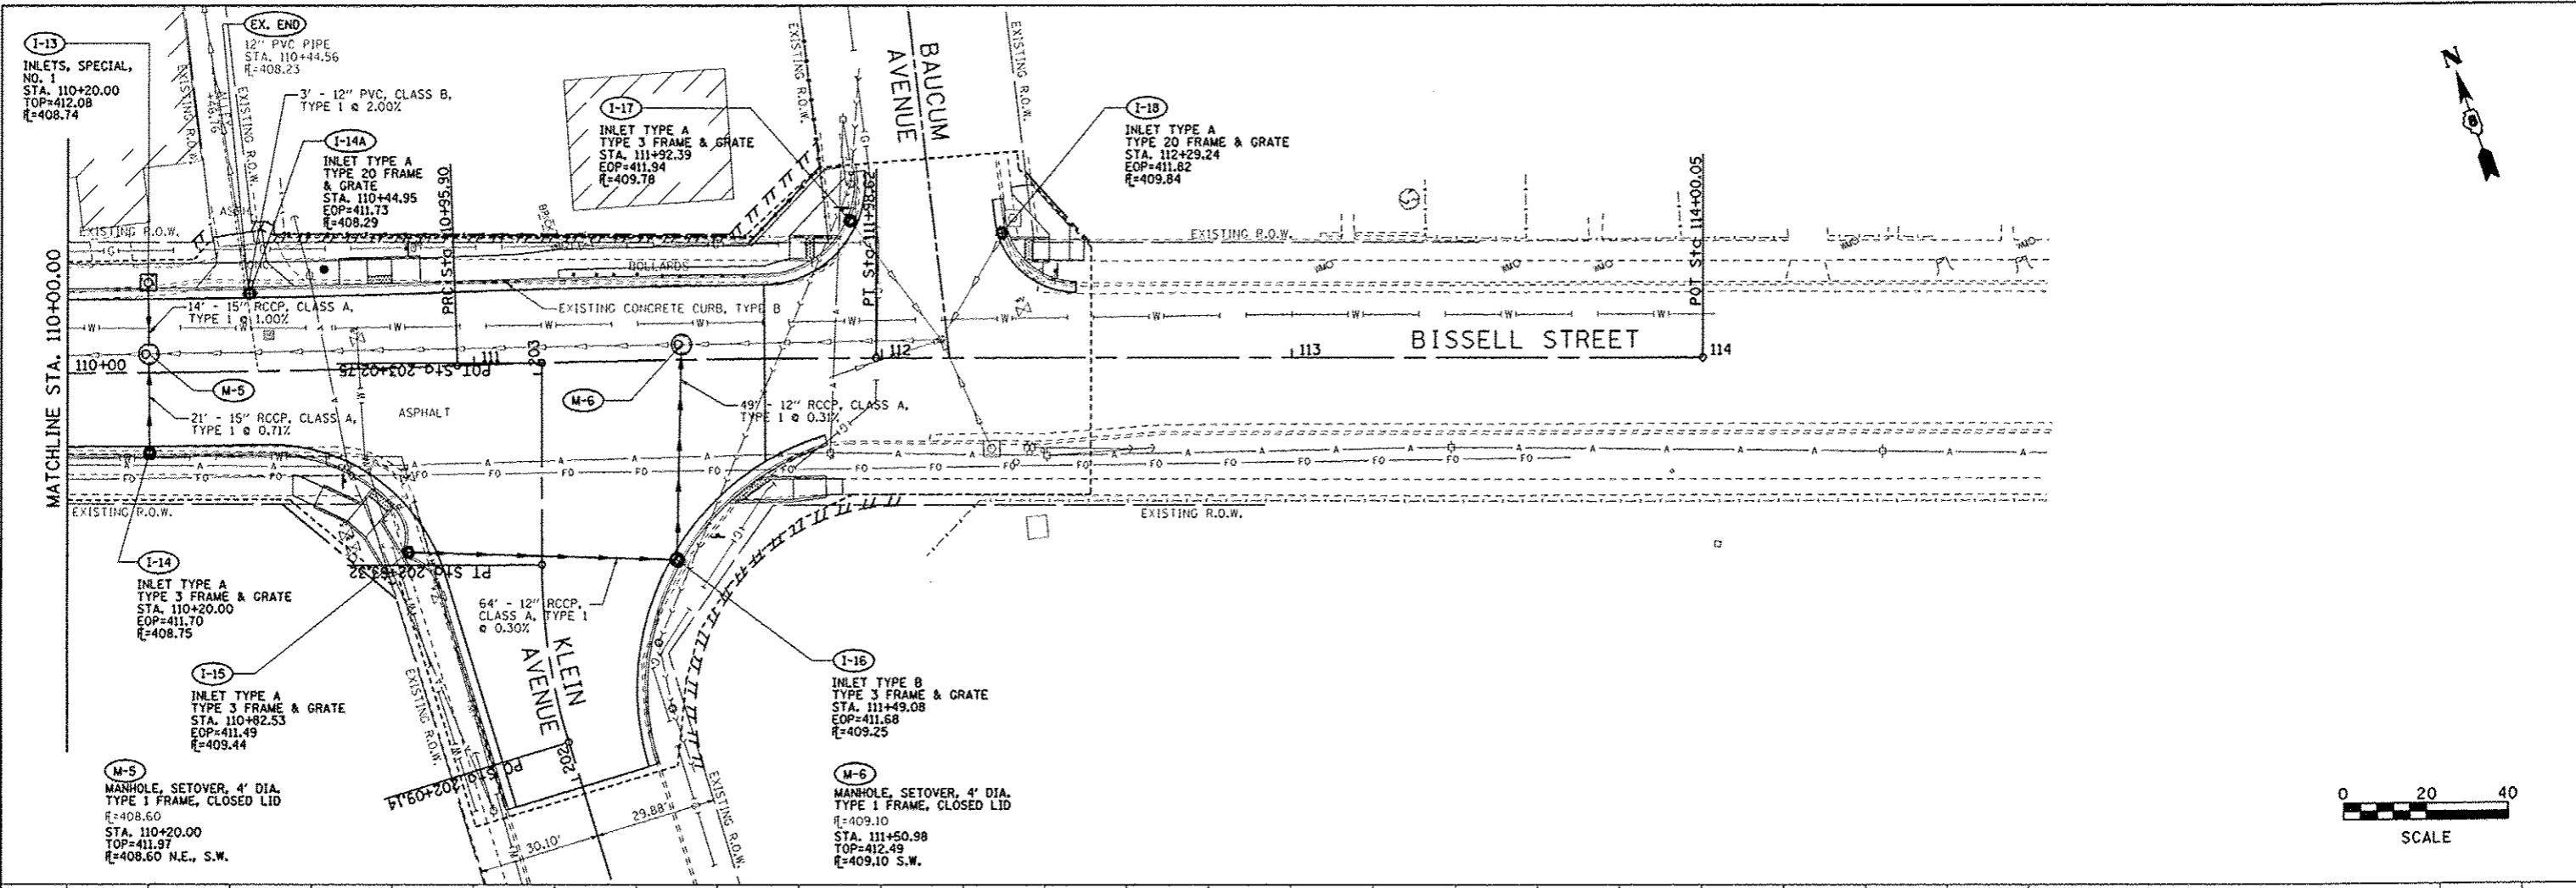 I-13
INLETS, SPECIAL,
NO. 1
STA. 110+20.00
TOP=412.08
℄=408.74
EX. END
12" PVC PIPE
STA. 110+44.56
℄=408.23
3' - 12" PVC, CLASS B,
TYPE 1 @ 2.00%
I-14A
INLET TYPE A
TYPE 20 FRAME
& GRATE
STA. 110+44.95
EOP=411.73
℄=408.29
I-17
INLET TYPE A
TYPE 3 FRAME & GRATE
STA. 111+92.39
EOP=411.94
℄=409.78
BAUCUM
AVENUE
I-18
INLET TYPE A
TYPE 20 FRAME & GRATE
STA. 112+29.24
EOP=411.82
℄=409.84
N
EXISTING R.O.W.
EXISTING R.O.W.
EXISTING R.O.W.
EXISTING R.O.W.
EXISTING R.O.W.
EXISTING R.O.W.
ALLEY
PRC Sta 110+95.90
PT Sta 111+98.62
POT Sta 114+00.05
BOLLARDS
14' - 15" RCCP, CLASS A,
TYPE 1 @ 1.00%
EXISTING CONCRETE CURB, TYPE B
MATCHLINE STA. 110+00.00
110+00
111
203
112
113
114
BISSELL STREET
POT Sta 203+02.75
M-5
M-6
21' - 15" RCCP, CLASS A,
TYPE 1 @ 0.71%
ASPHALT
49' - 12" RCCP, CLASS A,
TYPE 1 @ 0.31%
EXISTING R.O.W.
EXISTING R.O.W.
I-14
INLET TYPE A
TYPE 3 FRAME & GRATE
STA. 110+20.00
EOP=411.70
℄=408.75
PT Sta 202+53.32
64' - 12" RCCP,
CLASS A, TYPE 1
@ 0.30%
KLEIN
AVENUE
I-15
INLET TYPE A
TYPE 3 FRAME & GRATE
STA. 110+82.53
EOP=411.49
℄=409.44
I-16
INLET TYPE B
TYPE 3 FRAME & GRATE
STA. 111+49.08
EOP=411.68
℄=409.25
EXISTING R.O.W.
EXISTING R.O.W.
PC Sta 202+09.14
202
29.88'
30.10'
M-5
MANHOLE, SETOVER, 4' DIA.
TYPE 1 FRAME, CLOSED LID
℄=408.60
STA. 110+20.00
TOP=411.97
℄=408.60 N.E., S.W.
M-6
MANHOLE, SETOVER, 4' DIA.
TYPE 1 FRAME, CLOSED LID
℄=409.10
STA. 111+50.98
TOP=412.49
℄=409.10 S.W.
0 20 40
SCALE